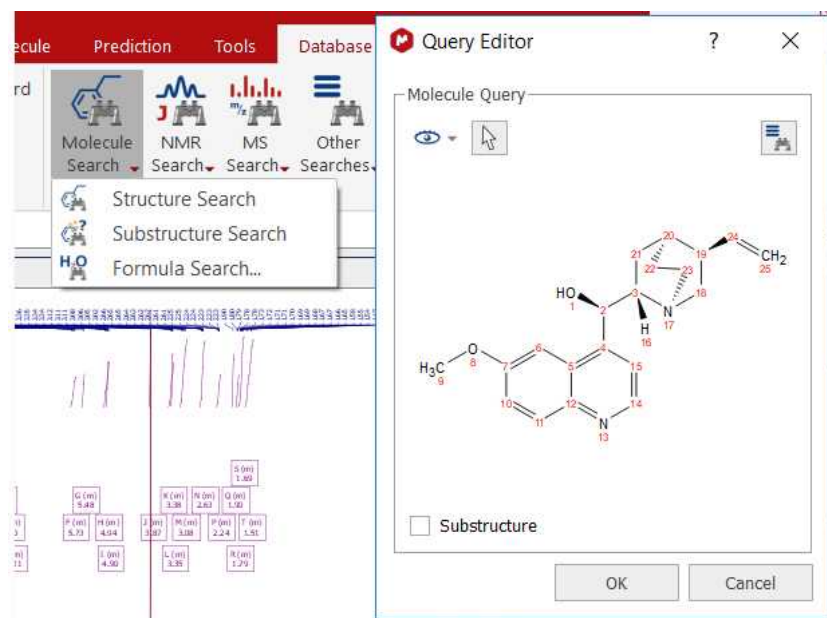 ecule Prediction Tools Database
rd
Molecule Search
NMR Search
MS Search
Other Searches
J
m/z
Structure Search
Substructure Search
H2O Formula Search...
S (m)
1.89
G (m)
5.48
K (m)
3.38
N (m)
2.63
Q (m)
1.90
F (m)
5.73
H (m)
4.94
J (m)
M (m)
3.08
P (m)
2.24
T (m)
1.51
I (m)
4.90
L (m)
3.35
R (m)
1.79
Query Editor ? ×
Molecule Query
20
21 19 24
22 23 CH2
25
HO 3 18
1 2 N
H 17
16
O 6 4
8 5 15
H3C 7
9
10 12 14
11 N
13
Substructure
OK Cancel